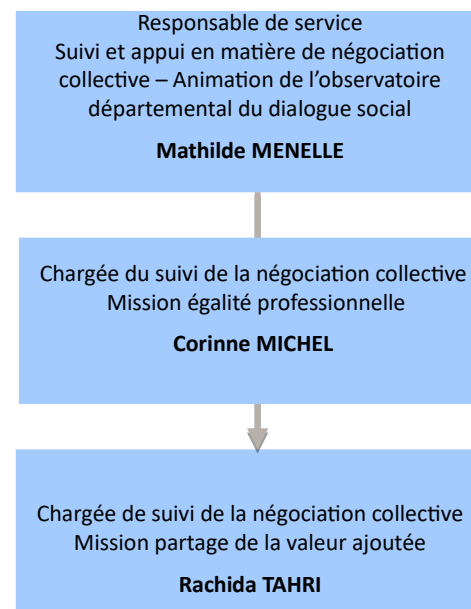 Responsable de service
Suivi et appui en matière de négociation
collective – Animation de l’observatoire
départemental du dialogue social
Mathilde MENELLE
Chargée du suivi de la négociation collective
Mission égalité professionnelle
Corinne MICHEL
Chargée de suivi de la négociation collective
Mission partage de la valeur ajoutée
Rachida TAHRI